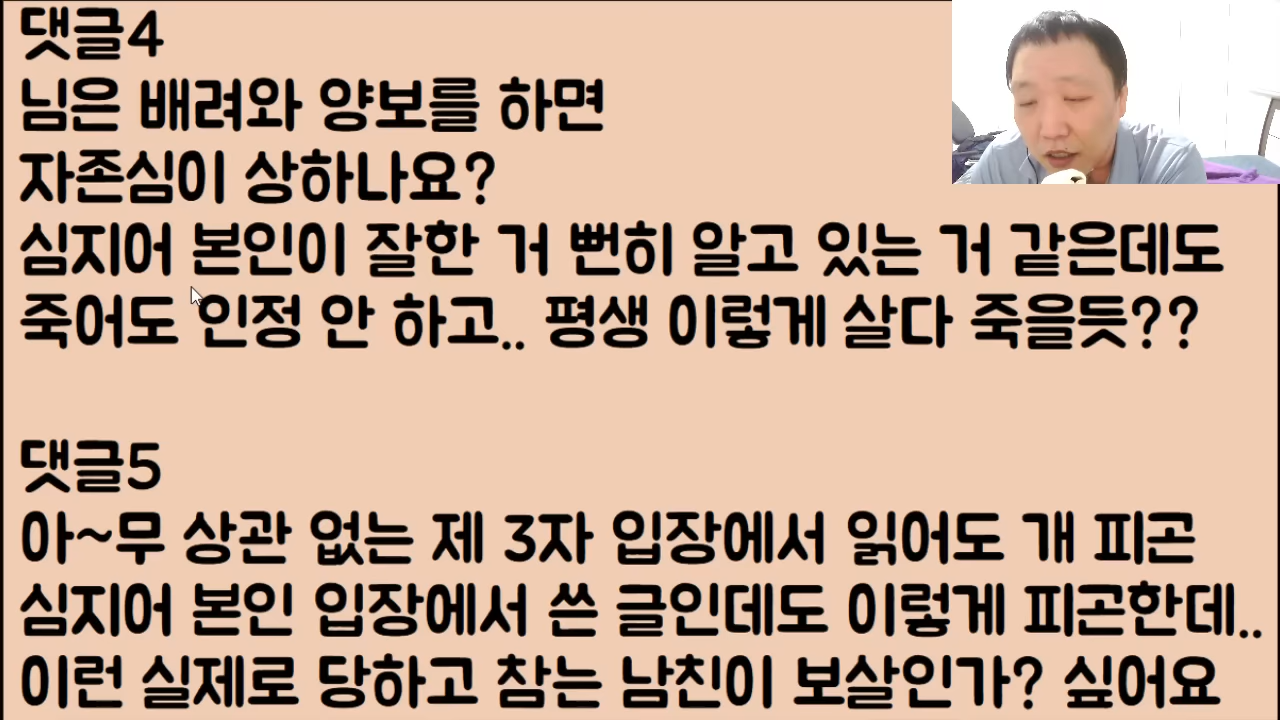 댓글4
님은 배려와 양보를 하면
자존심이 상하나요?
심지어 본인이 잘한 거 뻔히 알고 있는 거 같은데도
죽어도 인정 안 하고.. 평생 이렇게 살다 죽을듯??
댓글5
아~무 상관 없는 제 3자 입장에서 읽어도 개 피곤
심지어 본인 입장에서 쓴 글인데도 이렇게 피곤한데..
이런 실제로 당하고 참는 남친이 보살인가? 싶어요